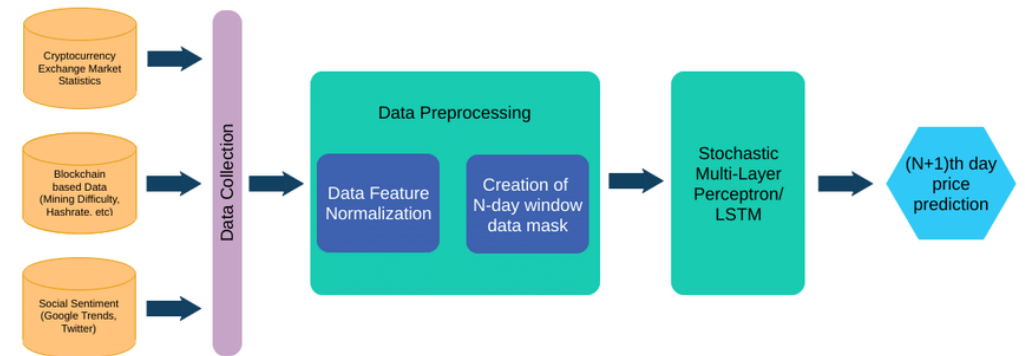 Cryptocurrency
Exchange Market
Statistics
Blockchain
based Data
(Mining Difficulty,
Hashrate, etc)
Social Sentiment
(Google Trends,
Twitter)
Data Collection
Data Preprocessing
Data Feature
Normalization
Creation of
N-day window
data mask
Stochastic
Multi-Layer
Perceptron/
LSTM
(N+1)th day
price
prediction